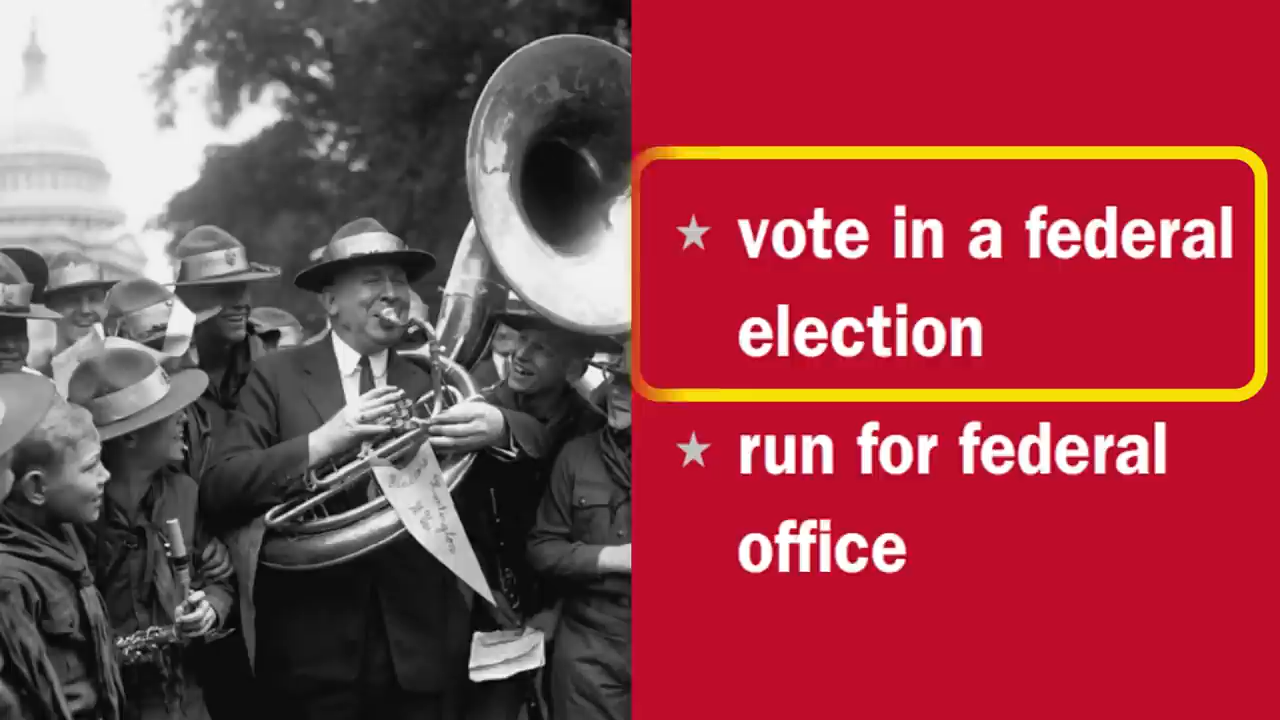 vote in a federal
election
run for federal
office